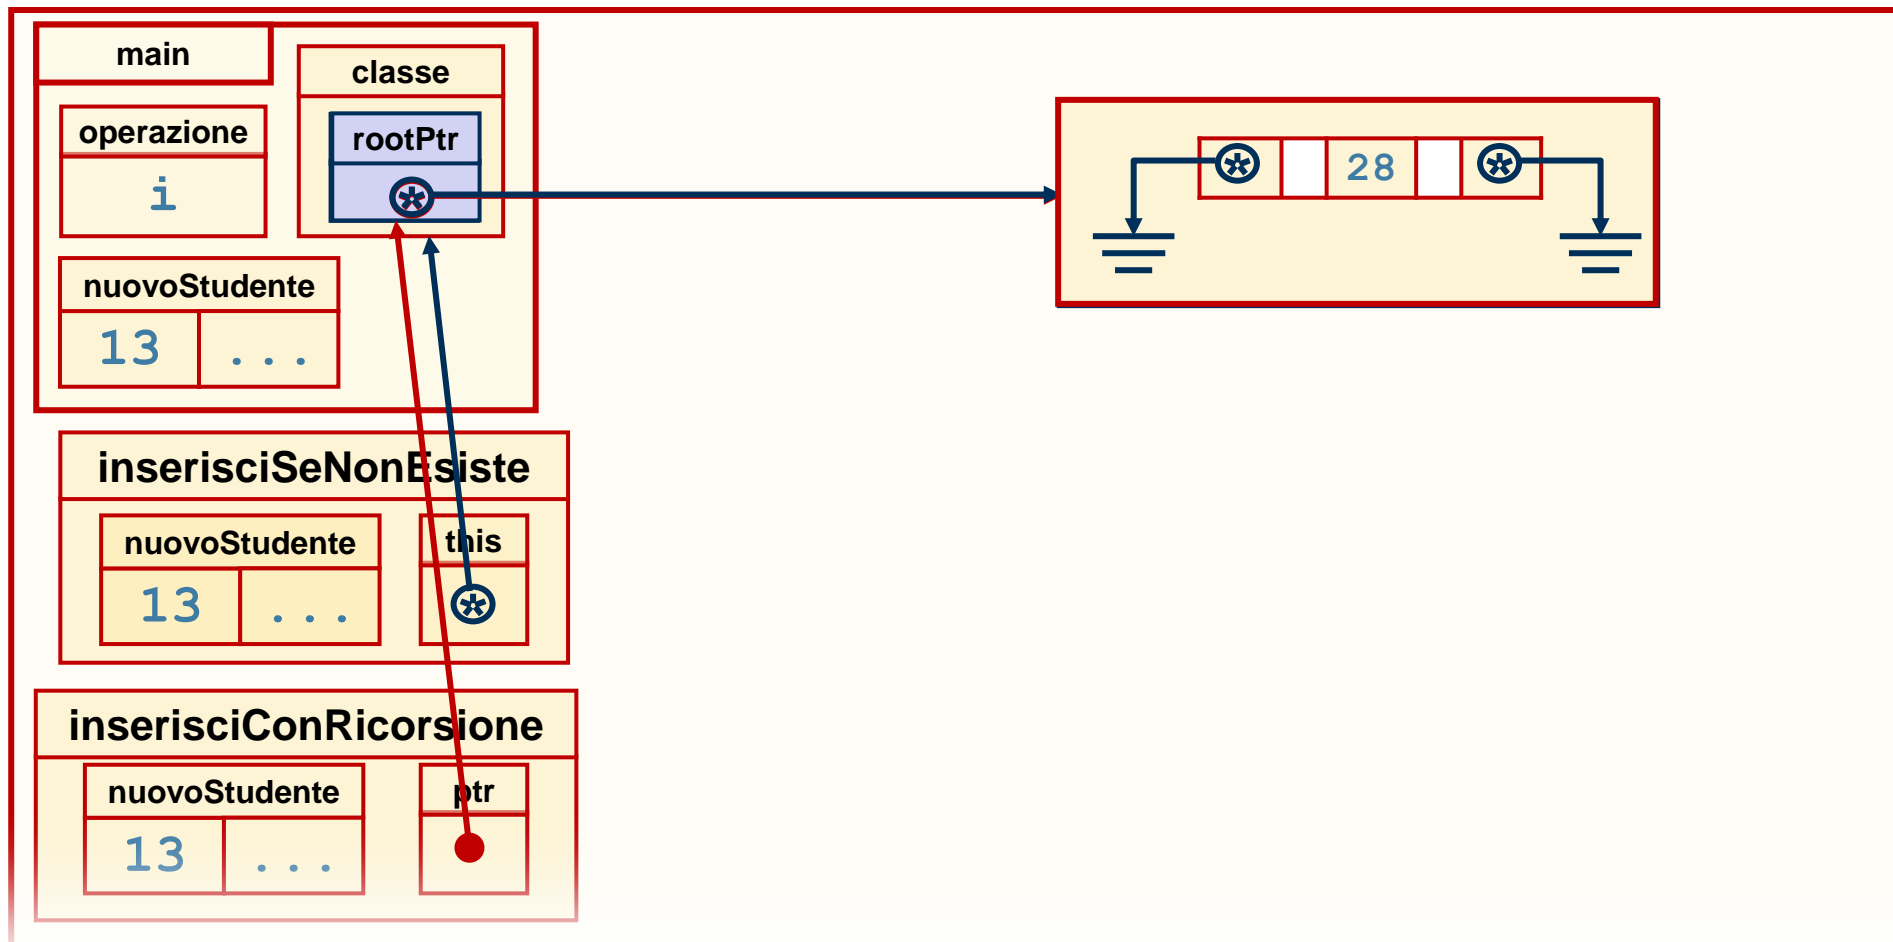 main
classe
operazione
rootPtr
i
28
nuovoStudente
13 ...
inserisciSeNonEsiste
nuovoStudente this
13 ...
inserisciConRicorsione
nuovoStudente ptr
13 ...